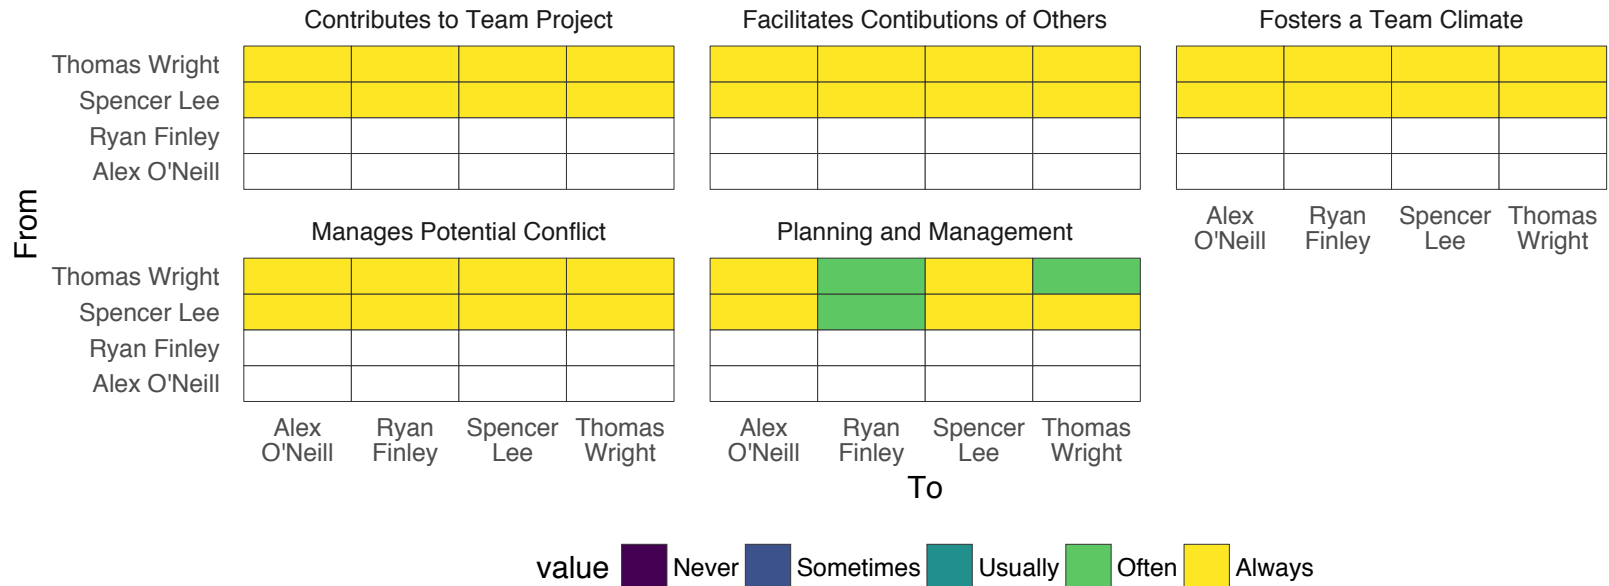 Contributes to Team Project
Facilitates Contibutions of Others
Fosters a Team Climate
Thomas Wright
Spencer Lee
Ryan Finley
Alex O'Neill
Alex
O'Neill
Ryan
Finley
Spencer
Lee
Thomas
Wright
From
Manages Potential Conflict
Planning and Management
Thomas Wright
Spencer Lee
Ryan Finley
Alex O'Neill
Alex
O'Neill
Ryan
Finley
Spencer
Lee
Thomas
Wright
Alex
O'Neill
Ryan
Finley
Spencer
Lee
Thomas
Wright
To
value Never Sometimes Usually Often Always